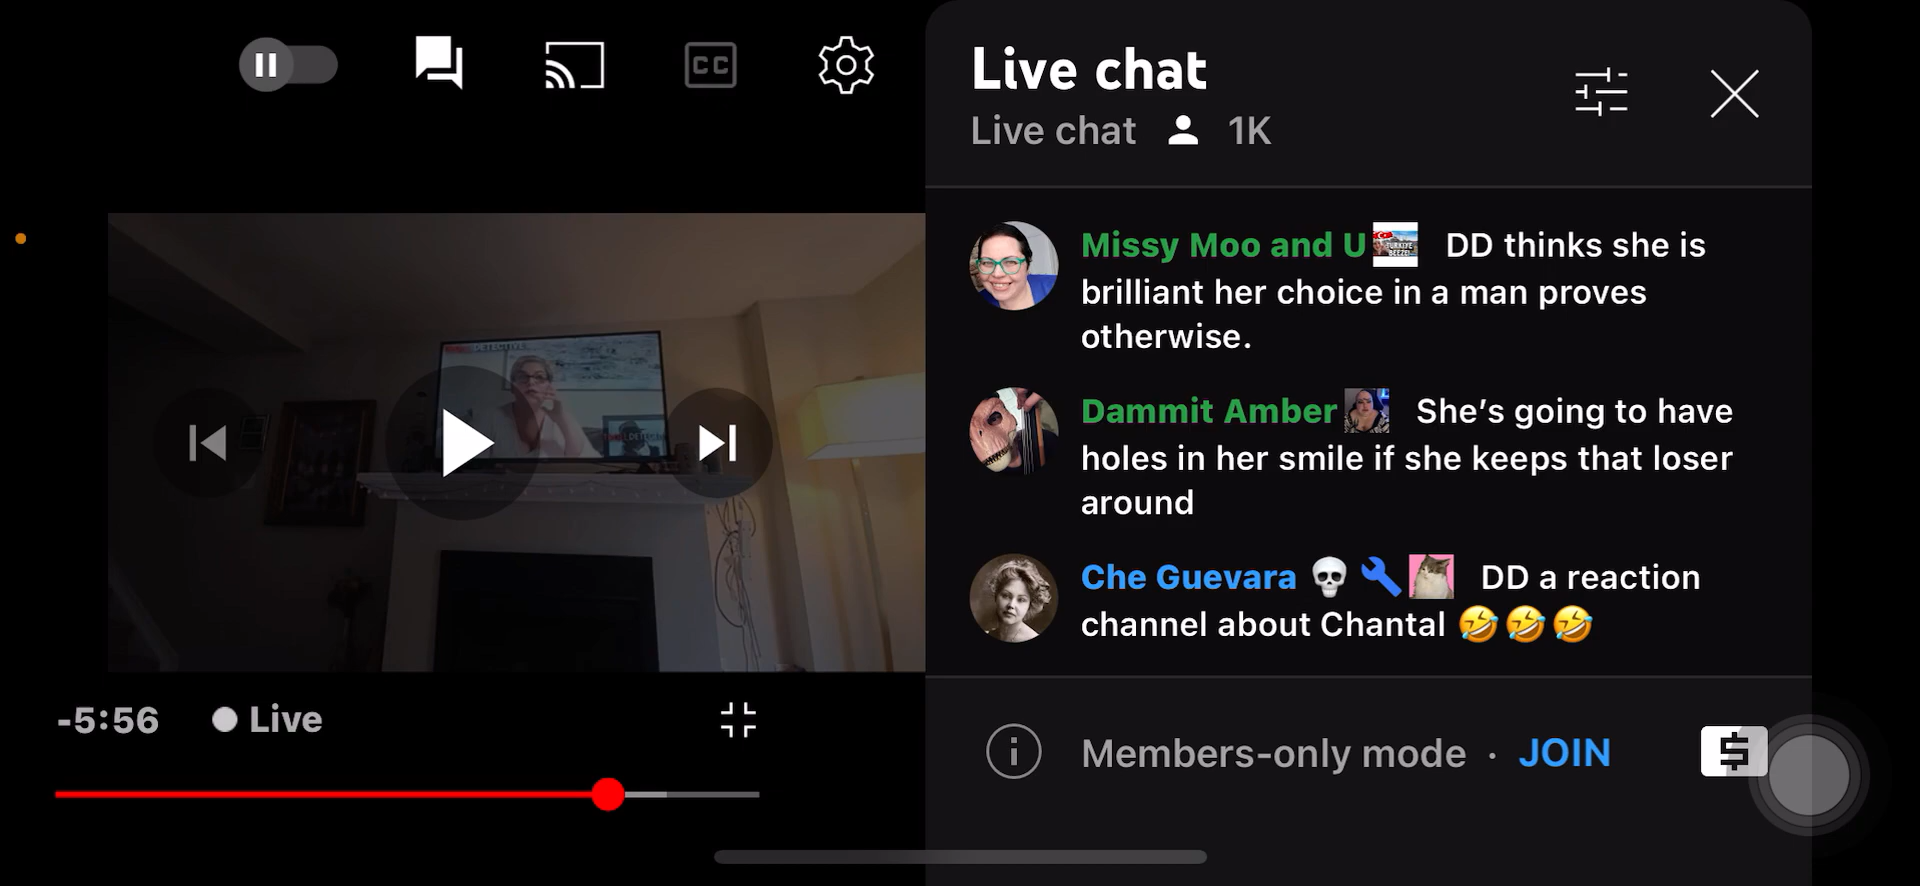 CC
Live chat
Live chat 1K
DETECTIVE
Missy Moo and U DD thinks she is
brilliant her choice in a man proves
otherwise.
Dammit Amber She’s going to have
holes in her smile if she keeps that loser
around
Che Guevara 💀 🔧 DD a reaction
channel about Chantal 🤣🤣🤣
-5:56 Live
Members-only mode · JOIN
$